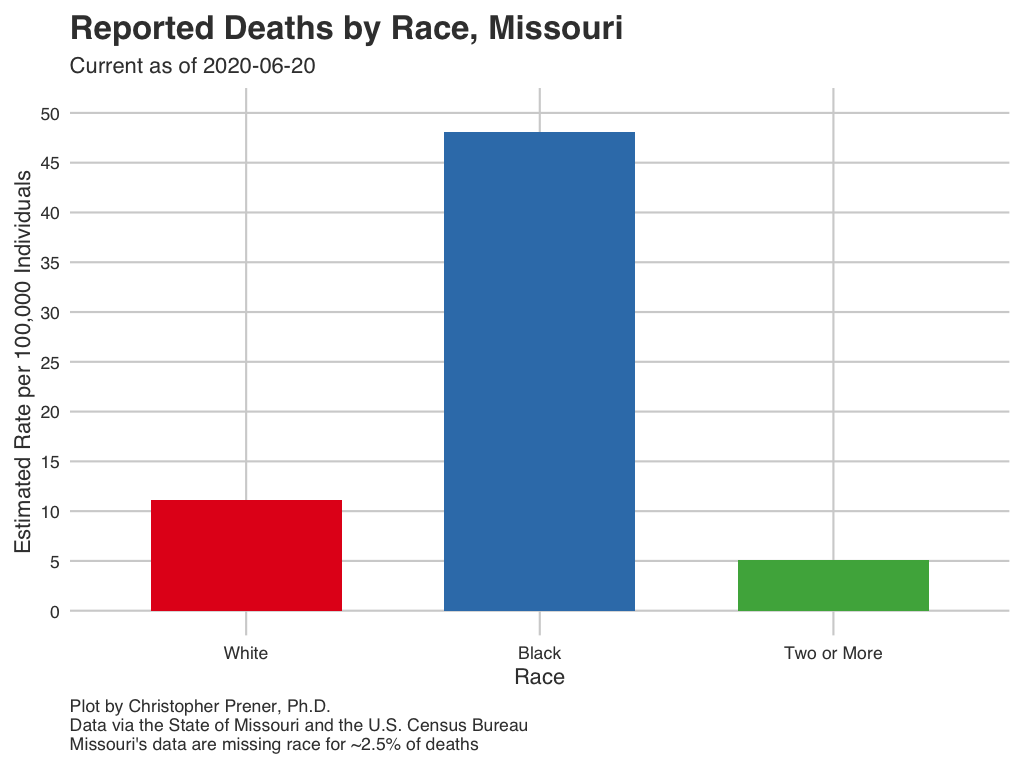 Reported Deaths by Race, Missouri
Current as of 2020-06-20
Estimated Rate per 100,000 Individuals
50
45
40
35
30
25
20
15
10
5
0
White
Black
Two or More
Race
Plot by Christopher Prener, Ph.D.
Data via the State of Missouri and the U.S. Census Bureau
Missouri's data are missing race for ~2.5% of deaths